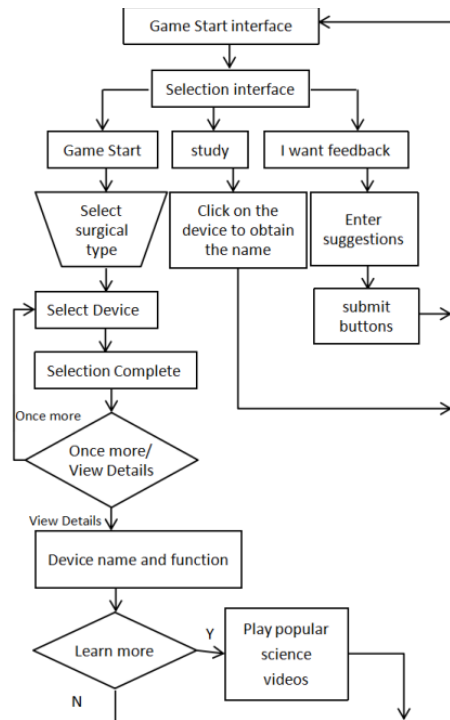 Game Start interface
Selection interface
Game Start
study
I want feedback
Select
surgical
type
Click on the
device to obtain
the name
Enter
suggestions
Select Device
submit
buttons
Selection Complete
Once more
Once more/
View Details
View Details
Device name and function
Learn more
Y
Play popular
science
videos
N